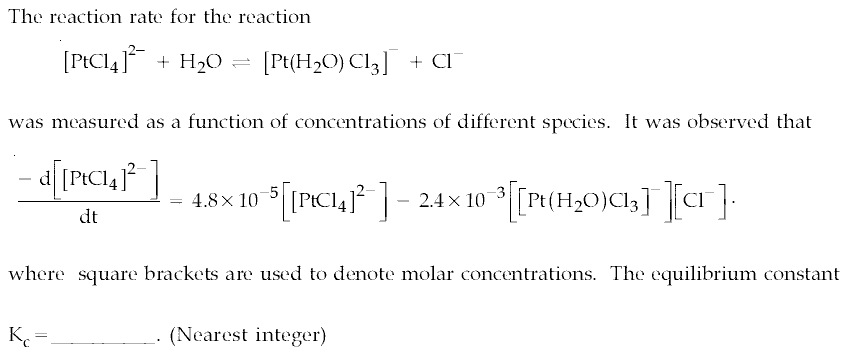 The reaction rate for the reaction
[PtCl₄]²⁻ + H₂O ⇌ [Pt(H₂O) Cl₃]⁻ + Cl⁻
was measured as a function of concentrations of different species. It was observed that
− d[[PtCl₄]²⁻] / dt = 4.8 × 10⁻⁵[[PtCl₄]²⁻] − 2.4 × 10⁻³[[Pt(H₂O)Cl₃]⁻][Cl⁻].
where square brackets are used to denote molar concentrations. The equilibrium constant
K_c = __________. (Nearest integer)